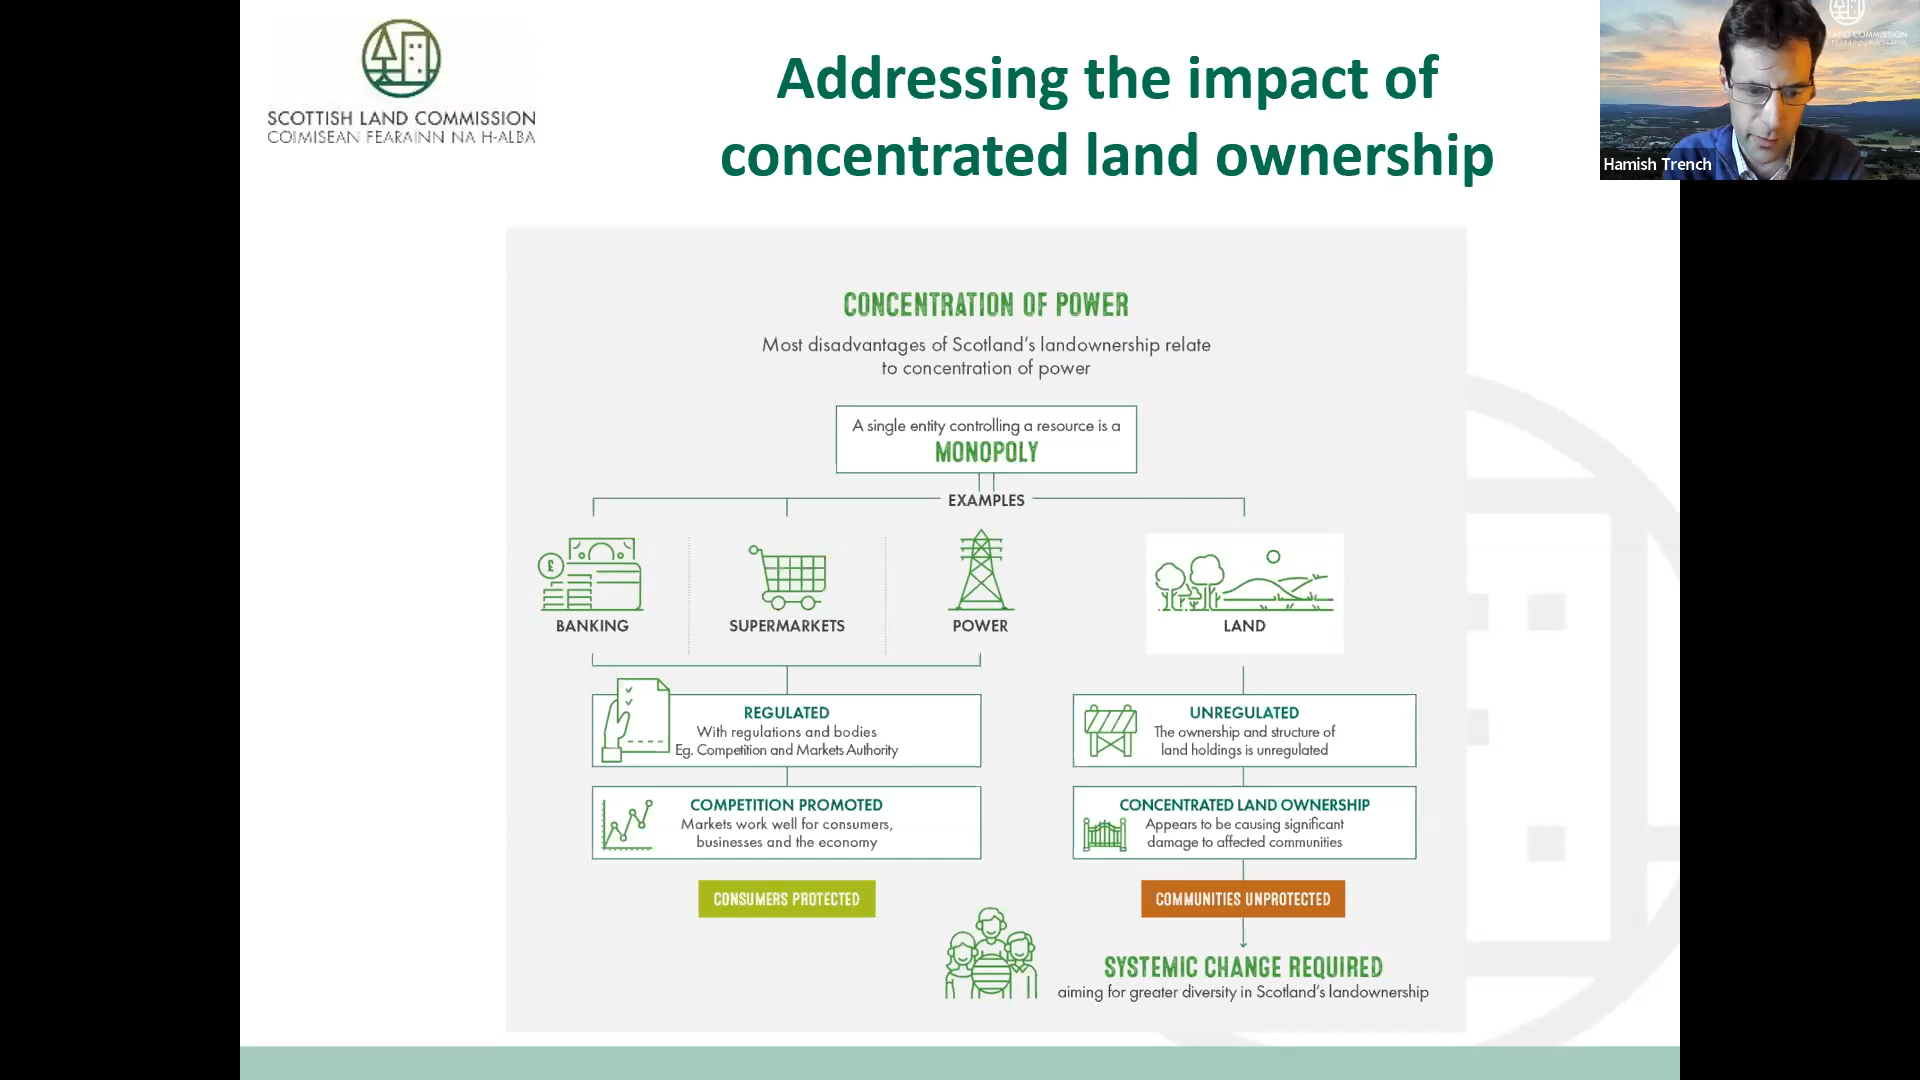 SCOTTISH LAND COMMISSION
COIMISEAN FEARAINN NA H-ALBA
Addressing the impact of
concentrated land ownership
Hamish Trench
CONCENTRATION OF POWER
Most disadvantages of Scotland's landownership relate
to concentration of power
A single entity controlling a resource is a
MONOPOLY
EXAMPLES
£
BANKING
SUPERMARKETS
POWER
LAND
REGULATED
With regulations and bodies
Eg. Competition and Markets Authority
UNREGULATED
The ownership and structure of
land holdings is unregulated
COMPETITION PROMOTED
Markets work well for consumers,
businesses and the economy
CONCENTRATED LAND OWNERSHIP
Appears to be causing significant
damage to affected communities
CONSUMERS PROTECTED
COMMUNITIES UNPROTECTED
SYSTEMIC CHANGE REQUIRED
aiming for greater diversity in Scotland's landownership